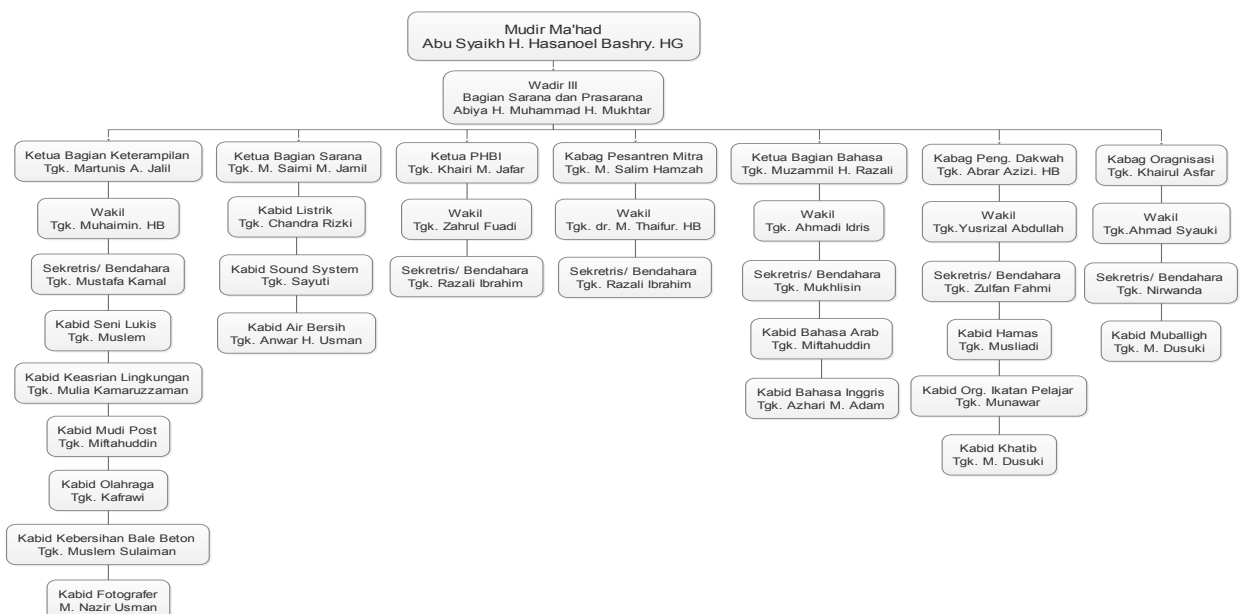 Mudir Ma'had
Abu Syaikh H. Hasanoel Bashry. HG
Wadir III
Bagian Sarana dan Prasarana
Abiya H. Muhammad H. Mukhtar
Ketua Bagian Keterampilan
Tgk. Martunis A. Jalil
Wakil
Tgk. Muhaimin. HB
Sekretris/ Bendahara
Tgk. Mustafa Kamal
Kabid Seni Lukis
Tgk. Muslem
Kabid Keasrian Lingkungan
Tgk. Mulia Kamaruzzaman
Kabid Mudi Post
Tgk. Miftahuddin
Kabid Olahraga
Tgk. Kafrawi
Kabid Kebersihan Bale Beton
Tgk. Muslem Sulaiman
Kabid Fotografer
M. Nazir Usman
Ketua Bagian Sarana
Tgk. M. Saimi M. Jamil
Kabid Listrik
Tgk. Chandra Rizki
Kabid Sound System
Tgk. Sayuti
Kabid Air Bersih
Tgk. Anwar H. Usman
Ketua PHBI
Tgk. Khairi M. Jafar
Wakil
Tgk. Zahrul Fuadi
Sekretris/ Bendahara
Tgk. Razali Ibrahim
Kabag Pesantren Mitra
Tgk. M. Salim Hamzah
Wakil
Tgk. dr. M. Thaifur. HB
Sekretris/ Bendahara
Tgk. Razali Ibrahim
Ketua Bagian Bahasa
Tgk. Muzammil H. Razali
Wakil
Tgk. Ahmadi Idris
Sekretris/ Bendahara
Tgk. Mukhlisin
Kabid Bahasa Arab
Tgk. Miftahuddin
Kabid Bahasa Inggris
Tgk. Azhari M. Adam
Kabag Peng. Dakwah
Tgk. Abrar Azizi. HB
Wakil
Tgk.Yusrizal Abdullah
Sekretris/ Bendahara
Tgk. Zulfan Fahmi
Kabid Hamas
Tgk. Musliadi
Kabid Org. Ikatan Pelajar
Tgk. Munawar
Kabid Khatib
Tgk. M. Dusuki
Kabag Oragnisasi
Tgk. Khairul Asfar
Wakil
Tgk.Ahmad Syauki
Sekretris/ Bendahara
Tgk. Nirwanda
Kabid Muballigh
Tgk. M. Dusuki